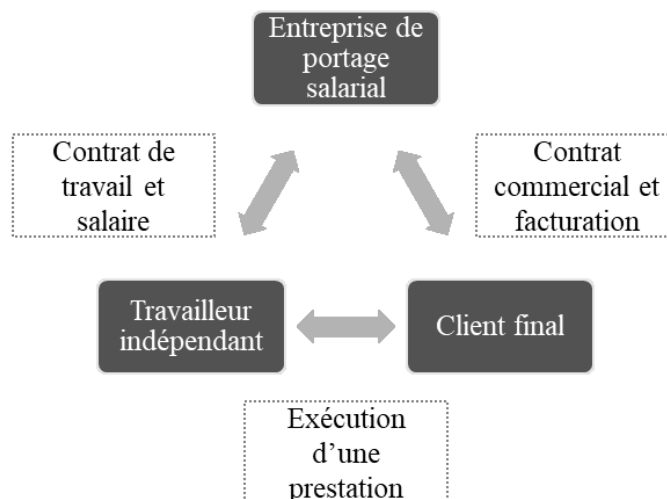 Entreprise de
portage
salarial
Contrat de
travail et
salaire
Contrat
commercial et
facturation
Travailleur
indépendant
Client final
Exécution
d’une
prestation